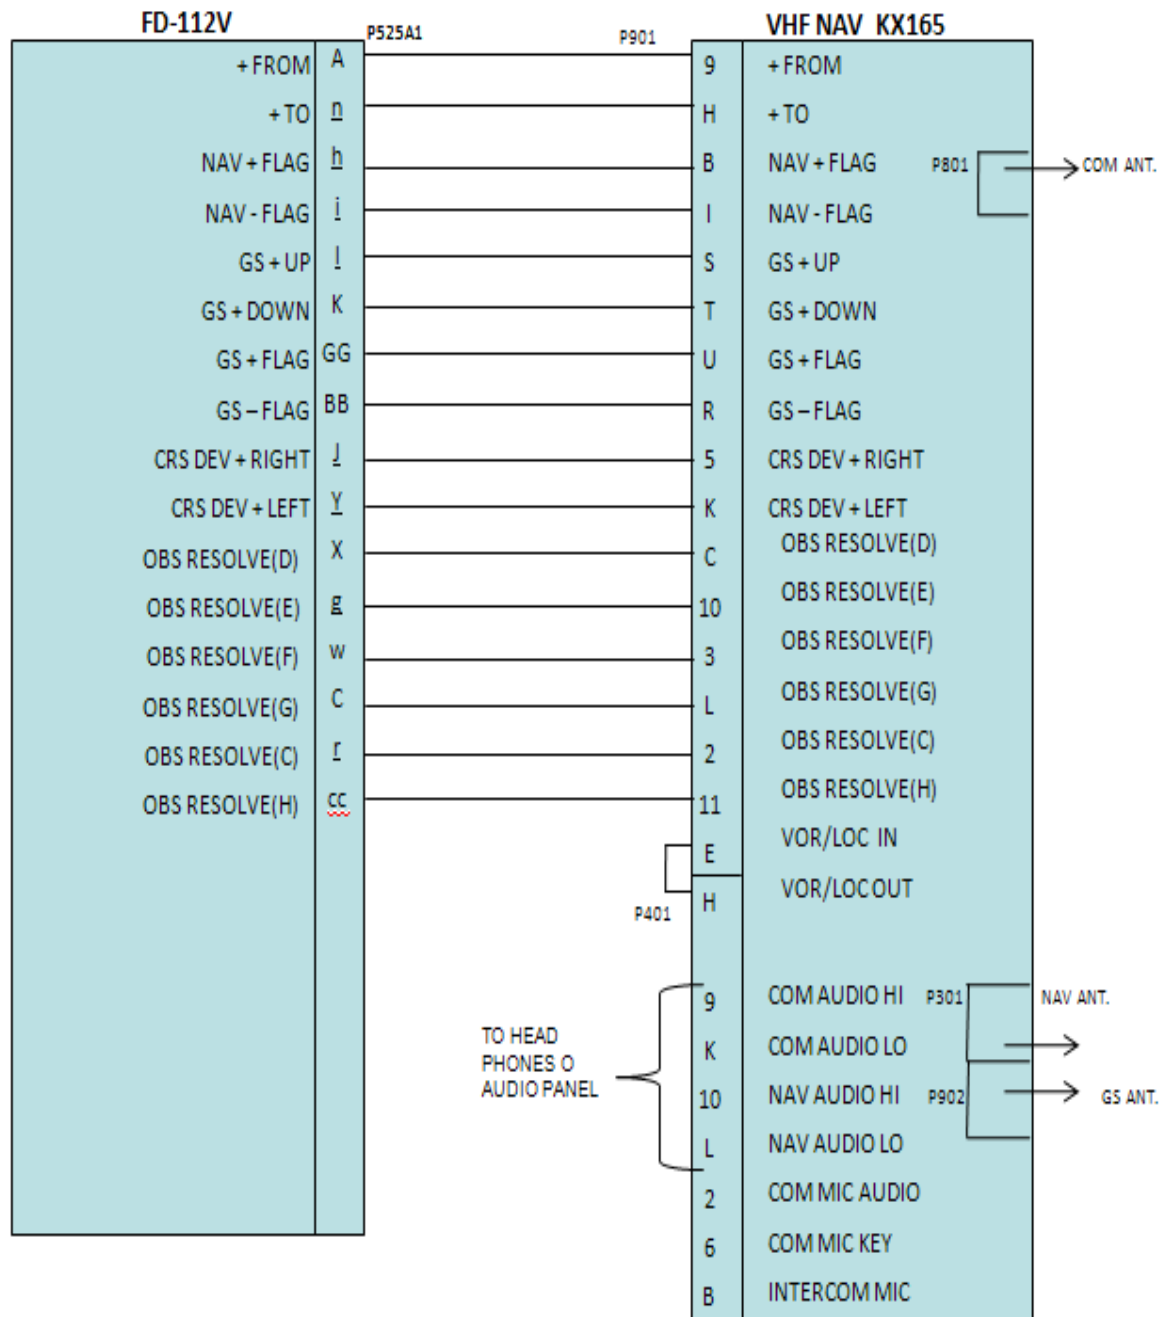 FD-112V
P525A1
P901
VHF NAV KX165
+ FROM A 9 + FROM
+ TO n H + TO
NAV + FLAG h B NAV + FLAG P801 COM ANT.
NAV - FLAG i I NAV - FLAG
GS + UP l S GS + UP
GS + DOWN K T GS + DOWN
GS + FLAG GG U GS + FLAG
GS – FLAG BB R GS – FLAG
CRS DEV + RIGHT J 5 CRS DEV + RIGHT
CRS DEV + LEFT Y K CRS DEV + LEFT
OBS RESOLVE(D) X C OBS RESOLVE(D)
OBS RESOLVE(E) g 10 OBS RESOLVE(E)
OBS RESOLVE(F) w 3 OBS RESOLVE(F)
OBS RESOLVE(G) C L OBS RESOLVE(G)
OBS RESOLVE(C) r 2 OBS RESOLVE(C)
OBS RESOLVE(H) cc 11 OBS RESOLVE(H)
E VOR/LOC IN
P401 H VOR/LOC OUT
9 COM AUDIO HI P301 NAV ANT.
TO HEAD
PHONES O
AUDIO PANEL
K COM AUDIO LO
10 NAV AUDIO HI P902 GS ANT.
L NAV AUDIO LO
2 COM MIC AUDIO
6 COM MIC KEY
B INTERCOM MIC